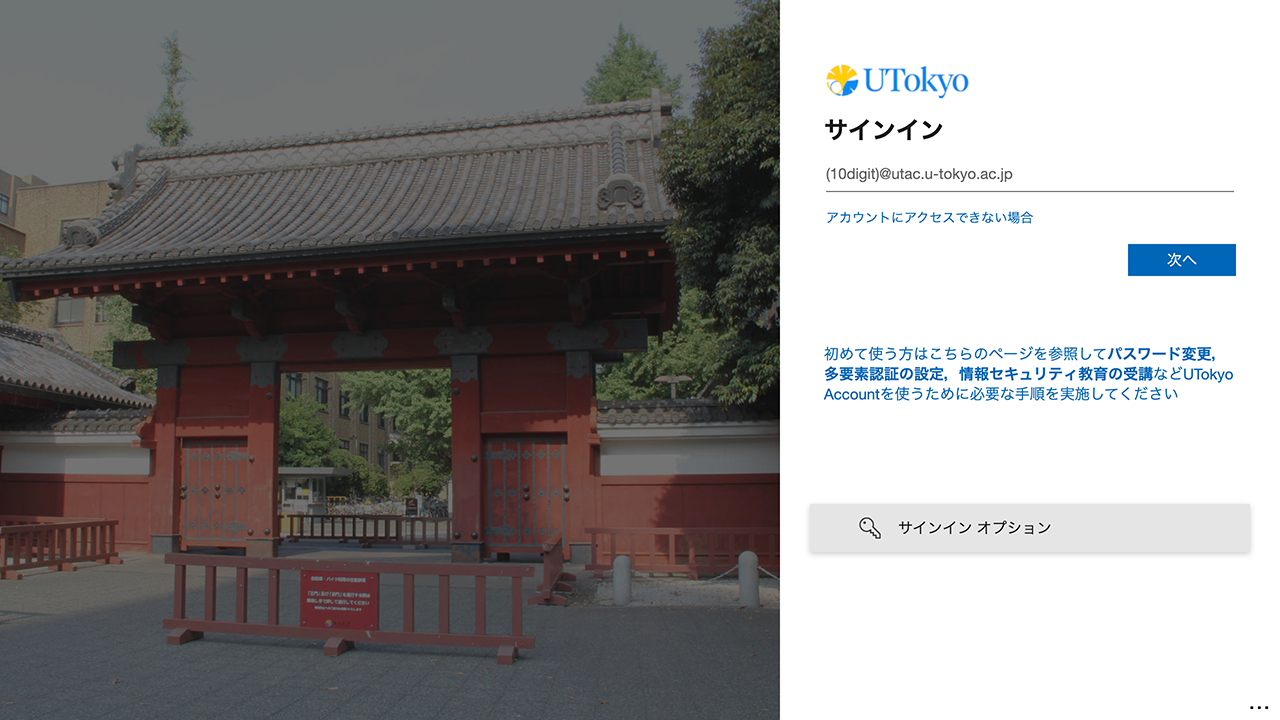 UTokyo
サインイン
(10digit)@utac.u-tokyo.ac.jp
アカウントにアクセスできない場合
次へ
初めて使う方はこちらのページを参照してパスワード変更，
多要素認証の設定，情報セキュリティ教育の受講などUTokyo
Accountを使うために必要な手順を実施してください
サインイン オプション